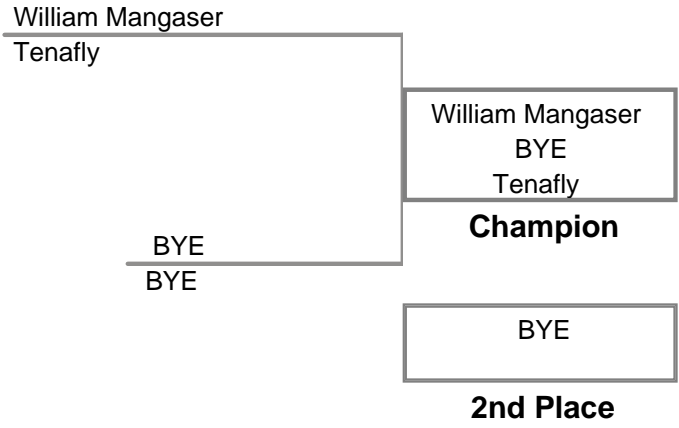 William Mangaser
Tenafly
William Mangaser
BYE
Tenafly
Champion
BYE
BYE
BYE
2nd Place